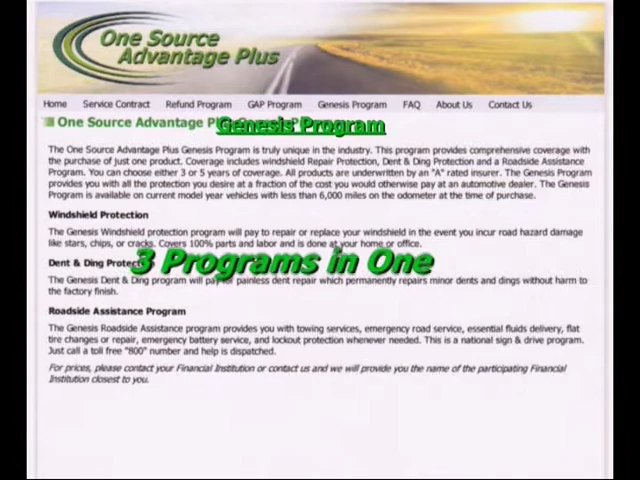 One Source
Advantage Plus
Home Service Contract Refund Program GAP Program Genesis Program FAQ About Us Contact Us
One Source Advantage
Genesis Program
The One Source Advantage Plus Genesis Program is truly unique in the industry. This program provides comprehensive coverage with
the purchase of just one product. Coverage includes windshield Repair Protection, Dent & Ding Protection and a Roadside Assistance
Program. You can choose either 3 or 5 years of coverage. All products are underwritten by an "A" rated insurer. The Genesis Program
provides you with all the protection you desire at a fraction of the cost you would otherwise pay at an automotive dealer. The Genesis
Program is available on current model year vehicles with less than 6,000 miles on the odometer at the time of purchase.
Windshield Protection
The Genesis Windshield protection program will pay to repair or replace your windshield in the event you incur road hazard damage
like stars, chips, or cracks. Covers 100% parts and labor and is done at your home or office.
3 Programs in One
Dent & Ding
The Genesis Dent & Ding program will pay for painless dent repair which permanently repairs minor dents and dings without harm to
the factory finish.
Roadside Assistance Program
The Genesis Roadside Assistance program provides you with towing services, emergency road service, essential fluids delivery, flat
tire changes or repair, emergency battery service, and lockout protection whenever needed. This is a national sign & drive program.
Just call a toll free "800" number and help is dispatched.
For prices, please contact your Financial Institution or contact us and we will provide you the name of the participating Financial
Institution closest to you.